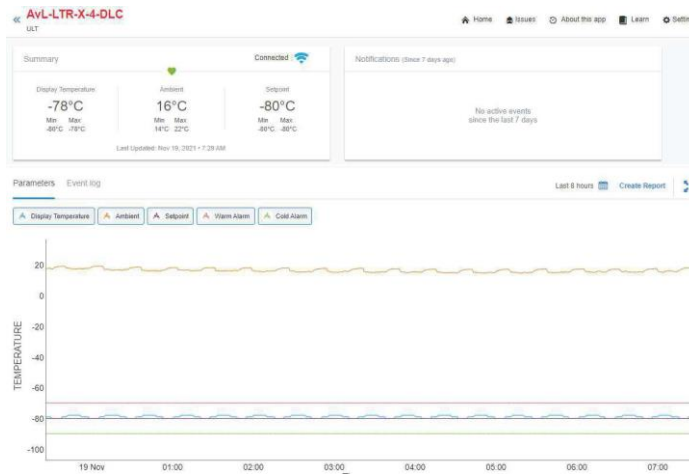 «
AvL-LTR-X-4-DLC
ULT
Home
Issues
About this app
Learn
Summary
Connected
Display Temperature
-78°C
Min Max
-80°C -78°C
Ambient
16°C
Min Max
14°C 22°C
Setpoint
-80°C
Min Max
-80°C -80°C
Last Updated: Nov 19, 2021 • 7:29 AM
Notifications (Since 7 days ago)
No active events
since the last 7 days
Parameters Event log
Last 8 hours
Create Report
Display Temperature
Ambient
Setpoint
Warm Alarm
Cold Alarm
TEMPERATURE
20
0
-20
-40
-60
-80
-100
19 Nov 01:00 02:00 03:00 04:00 05:00 06:00 07:00